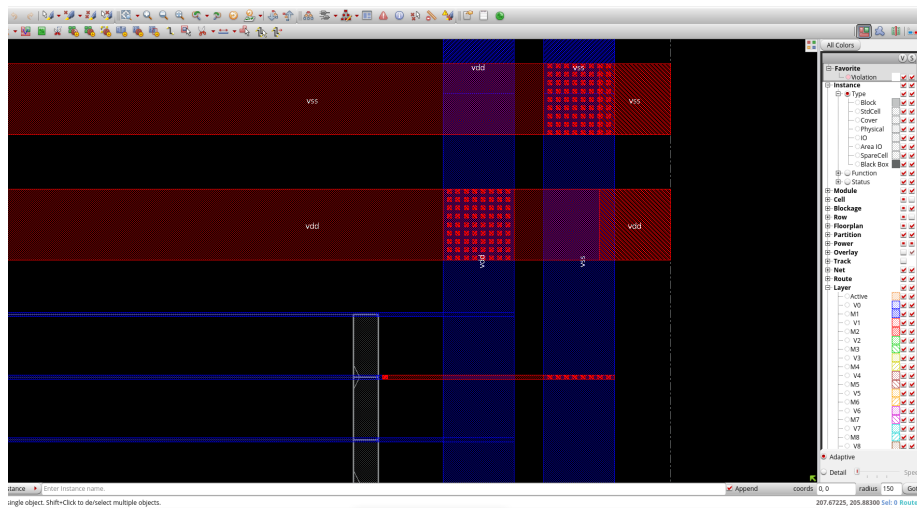 All Colors
V S
vdd
vss
Favorite
Violation
vss
vss
Instance
Type
Block
StdCell
Cover
Physical
IO
Area IO
SpareCell
Black Box
Function
Status
Module
Cell
Blockage
Row
vdd
vdd
Floorplan
Partition
Power
vdd
vss
Overlay
Track
Net
Route
Layer
Active
V0
M1
V1
M2
V2
M3
V3
M4
V4
M5
V5
M6
V6
M7
V7
M8
V8
Adaptive
Detail
stance Enter Instance name. Append coords 0, 0 radius 150
single object. Shift+Click to de/select multiple objects. 207.67225, 205.88300 Sel: 0 Route